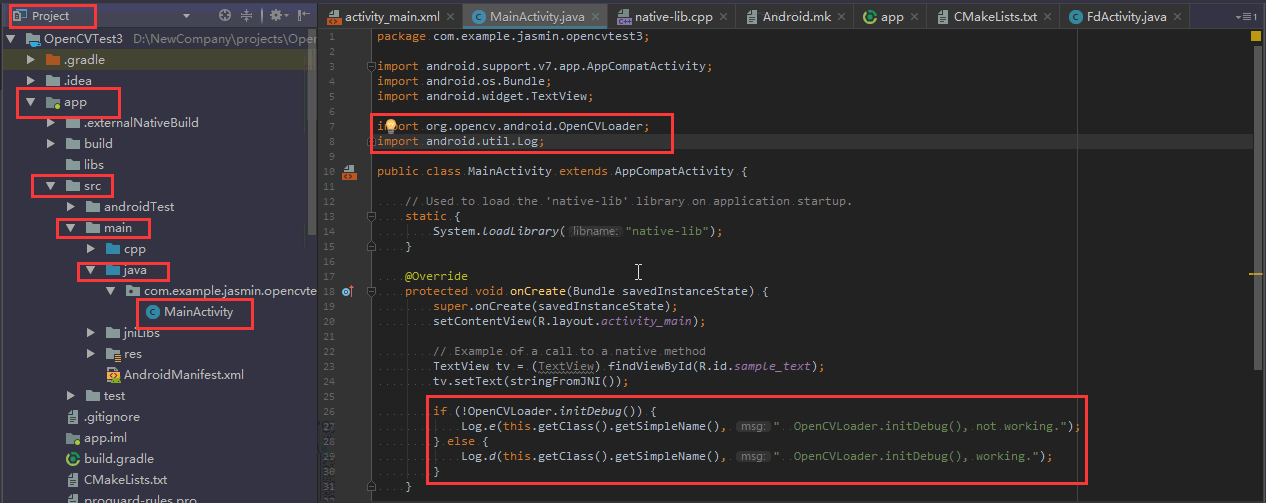 Project
OpenCVTest3 D:\NewCompany\projects\Open
.gradle
.idea
app
.externalNativeBuild
build
libs
src
androidTest
main
cpp
java
com.example.jasmin.opencvte
MainActivity
jniLibs
res
AndroidManifest.xml
test
.gitignore
app.iml
build.gradle
CMakeLists.txt
proguard-rules.pro
activity_main.xml MainActivity.java native-lib.cpp Android.mk app CMakeLists.txt FdActivity.java
1 package com.example.jasmin.opencvtest3;
2
3 import android.support.v7.app.AppCompatActivity;
4 import android.os.Bundle;
5 import android.widget.TextView;
6
7 import org.opencv.android.OpenCVLoader;
8 import android.util.Log;
9
10 public class MainActivity extends AppCompatActivity {
11
12 // Used to load the 'native-lib' library on application startup.
13 static {
14 System.loadLibrary( libname: "native-lib");
15 }
16
17 @Override
18 protected void onCreate(Bundle savedInstanceState) {
19 super.onCreate(savedInstanceState);
20 setContentView(R.layout.activity_main);
21
22 // Example of a call to a native method
23 TextView tv = (TextView) findViewById(R.id.sample_text);
24 tv.setText(stringFromJNI());
25
26 if (!OpenCVLoader.initDebug()) {
27 Log.e(this.getClass().getSimpleName(), msg: "  OpenCVLoader.initDebug(), not working.");
28 } else {
29 Log.d(this.getClass().getSimpleName(), msg: "  OpenCVLoader.initDebug(), working.");
30 }
31 }